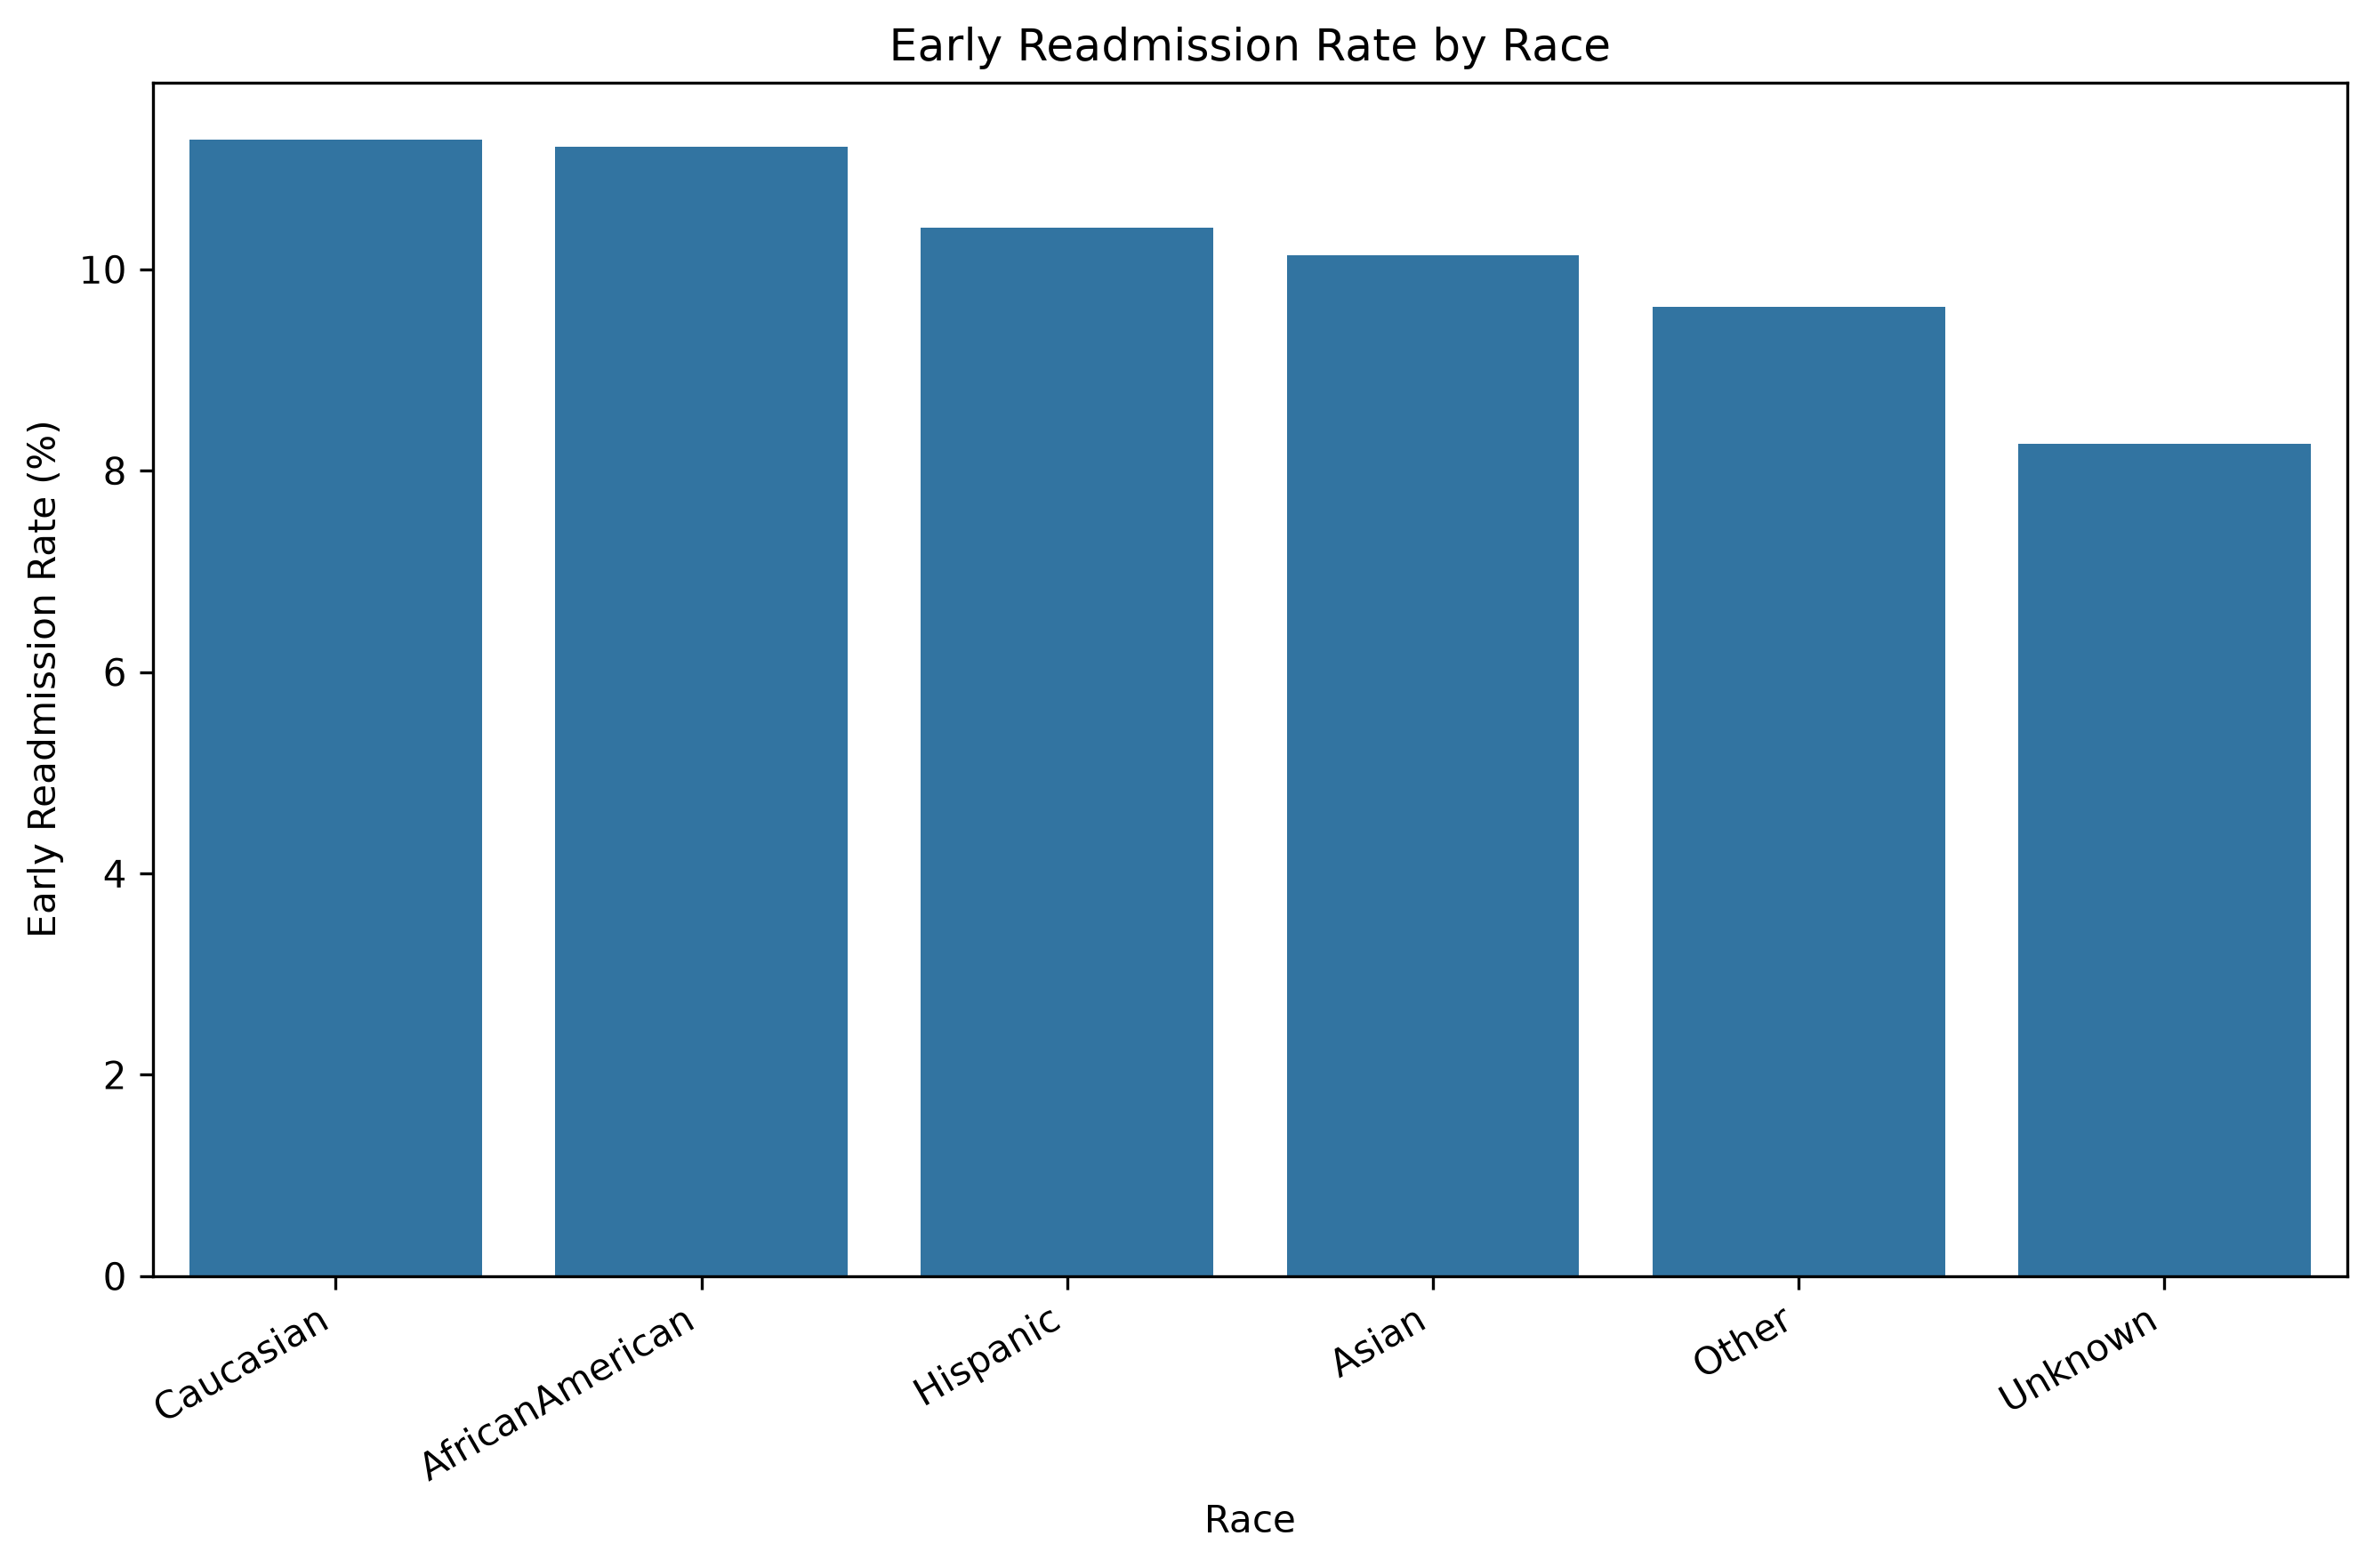 Early Readmission Rate by Race
Early Readmission Rate (%)
10
8
6
4
2
0
Caucasian
AfricanAmerican
Hispanic
Asian
Other
Unknown
Race